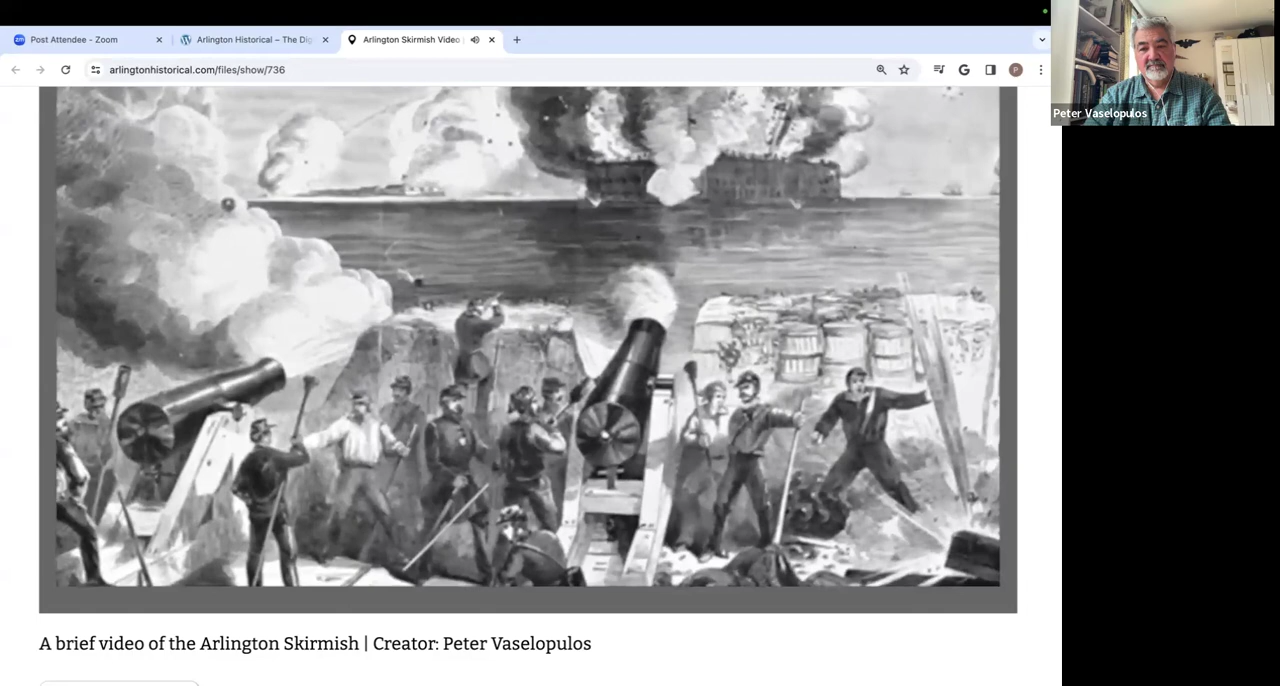 Post Attendee - Zoom
Arlington Historical – The Dig
Arlington Skirmish Video
arlingtonhistorical.com/files/show/736
Peter Vaselopulos
A brief video of the Arlington Skirmish | Creator: Peter Vaselopulos